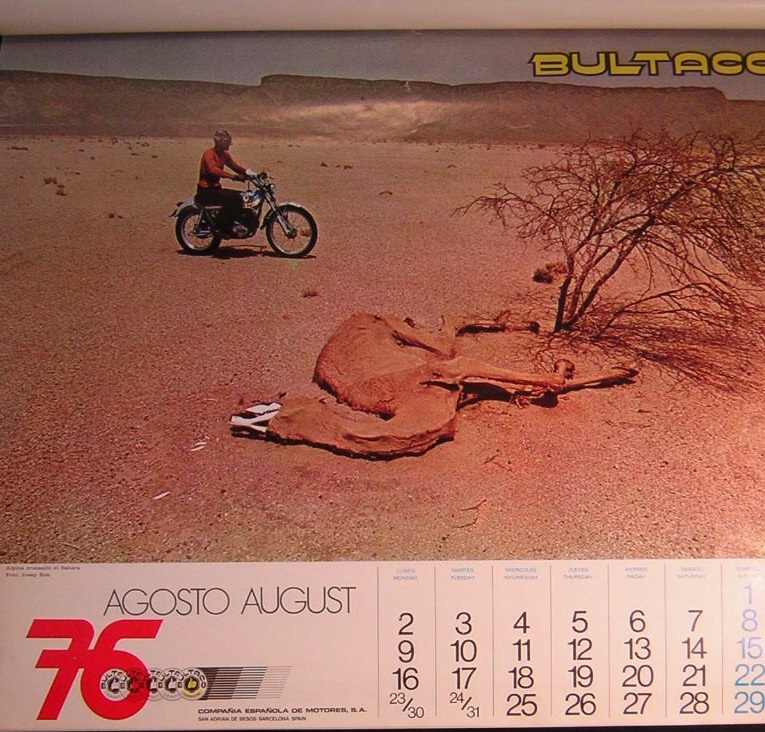 BULTACO
Alpina cruzando el Sahara
Foto: Josep Boa
AGOSTO AUGUST
76
COMPAÑIA ESPAÑOLA DE MOTORES, S.A.
SAN ADRIAN DE BESOS BARCELONA SPAIN
LUNES MARTES MIERCOLES JUEVES VIERNES SABADO
MONDAY TUESDAY WEDNESDAY THURSDAY FRIDAY SATURDAY
1
2 3 4 5 6 7 8
9 10 11 12 13 14 15
16 17 18 19 20 21 22
23/30 24/31 25 26 27 28 29